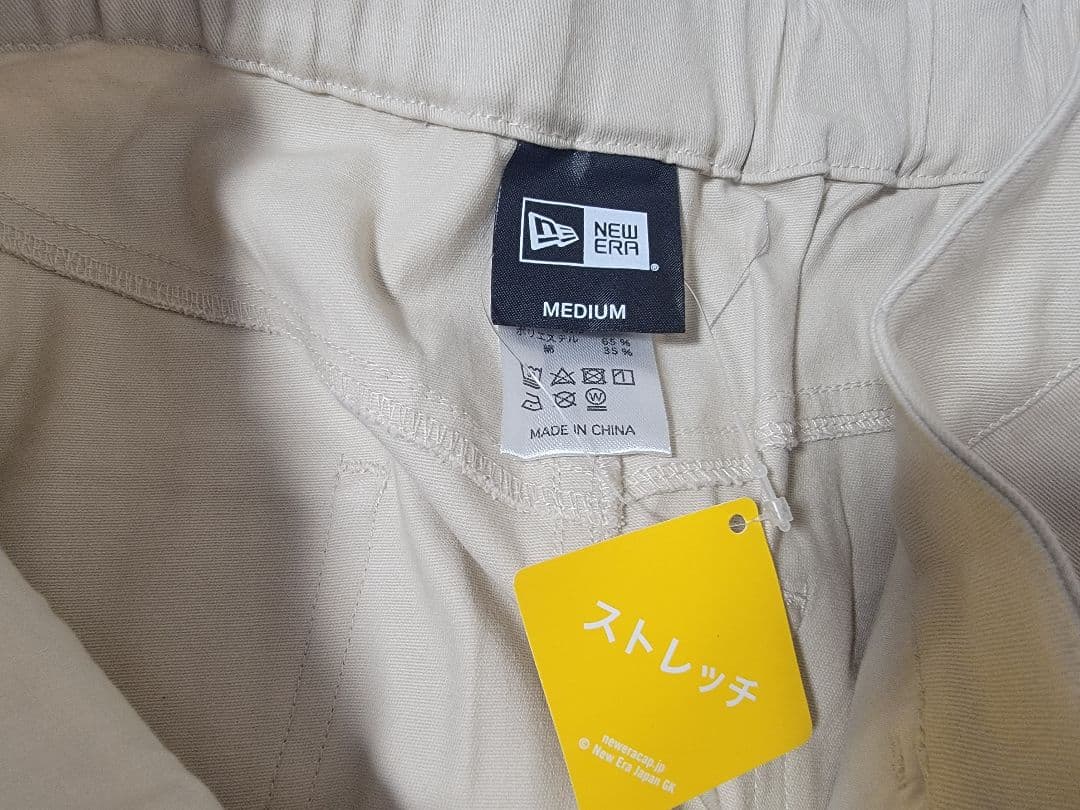 NEW
ERA
MEDIUM
ポリエステル 65%
綿 35%
W
MADE IN CHINA
ストレッチ
neweracap.jp
© New Era Japan GK